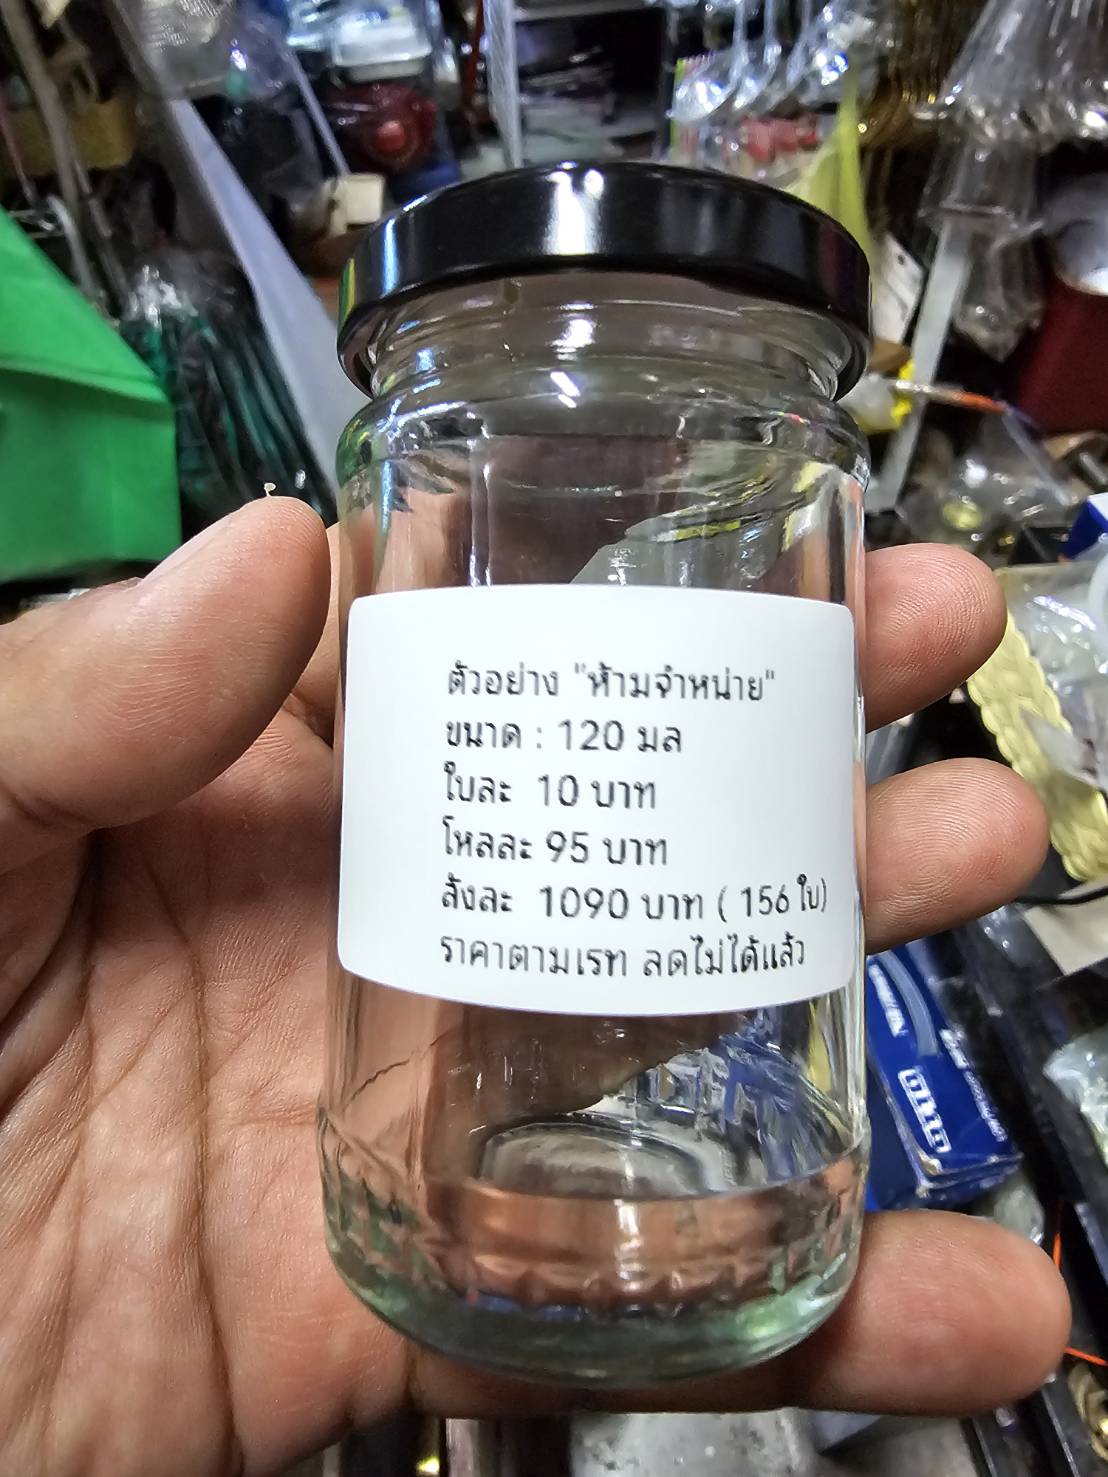 ตัวอย่าง "ห้ามจำหน่าย"
ขนาด : 120 มล
ใบละ 10 บาท
โหลละ 95 บาท
ลังละ 1090 บาท ( 156 ใบ)
ราคาตามเรท ลดไม่ได้แล้ว